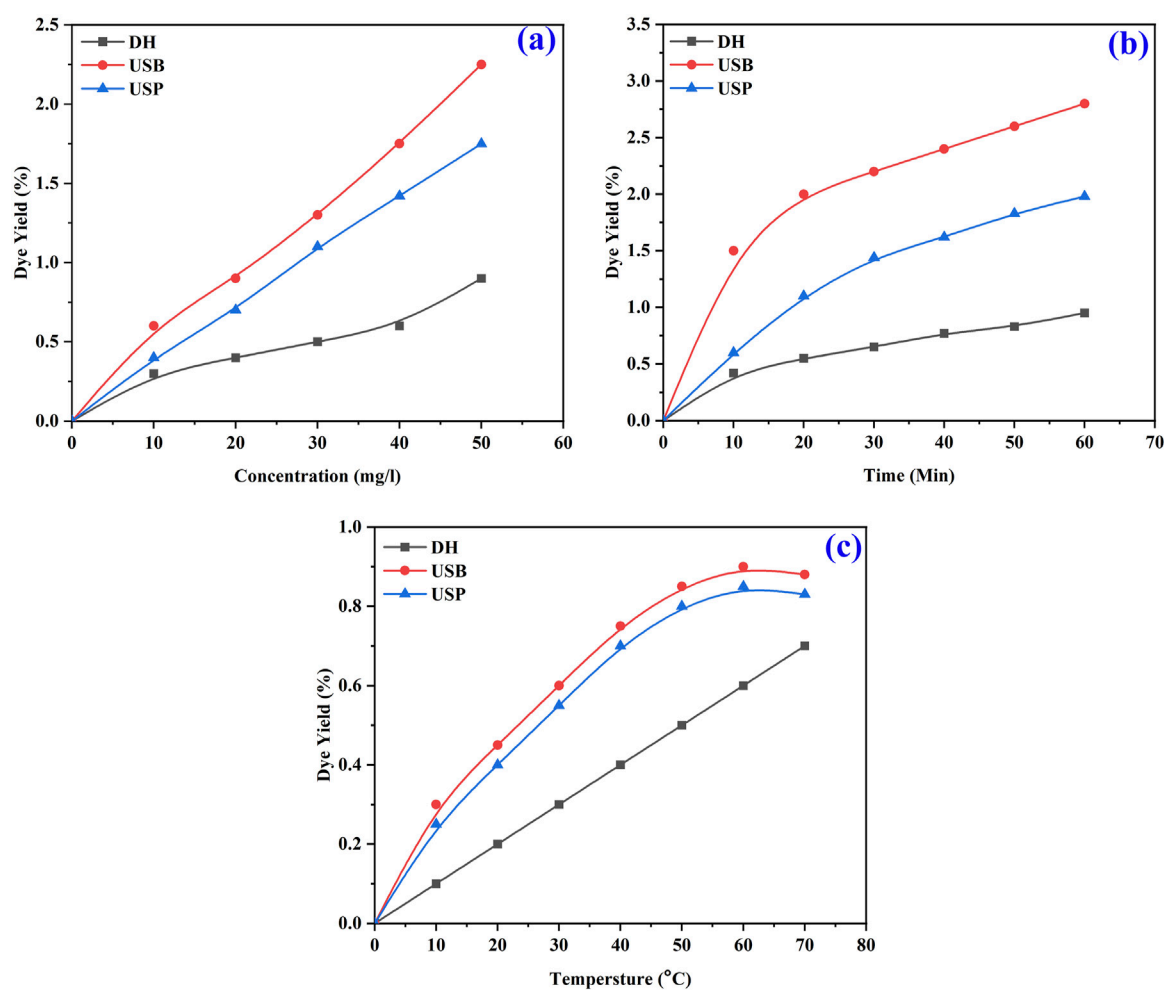 (a)
DH
USB
USP
2.5
2.0
1.5
1.0
0.5
0.0
Dye Yield (%)
0 10 20 30 40 50 60
Concentration (mg/l)
(b)
DH
USB
USP
3.5
3.0
2.5
2.0
1.5
1.0
0.5
0.0
Dye Yield (%)
0 10 20 30 40 50 60 70
Time (Min)
(c)
DH
USB
USP
1.0
0.8
0.6
0.4
0.2
0.0
Dye Yield (%)
0 10 20 30 40 50 60 70 80
Tempersture (°C)